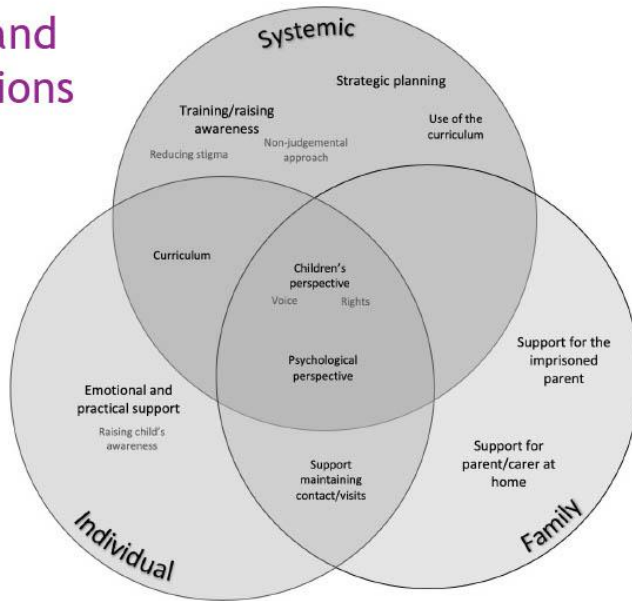 and
tions
Systemic
Strategic planning
Training/raising
awareness
Use of the
curriculum
Non-judgemental
approach
Reducing stigma
Curriculum
Children's
perspective
Voice
Rights
Psychological
perspective
Support for the
imprisoned
parent
Emotional and
practical support
Raising child's
awareness
Support for
parent/carer at
home
Support
maintaining
contact/visits
Individual
Family